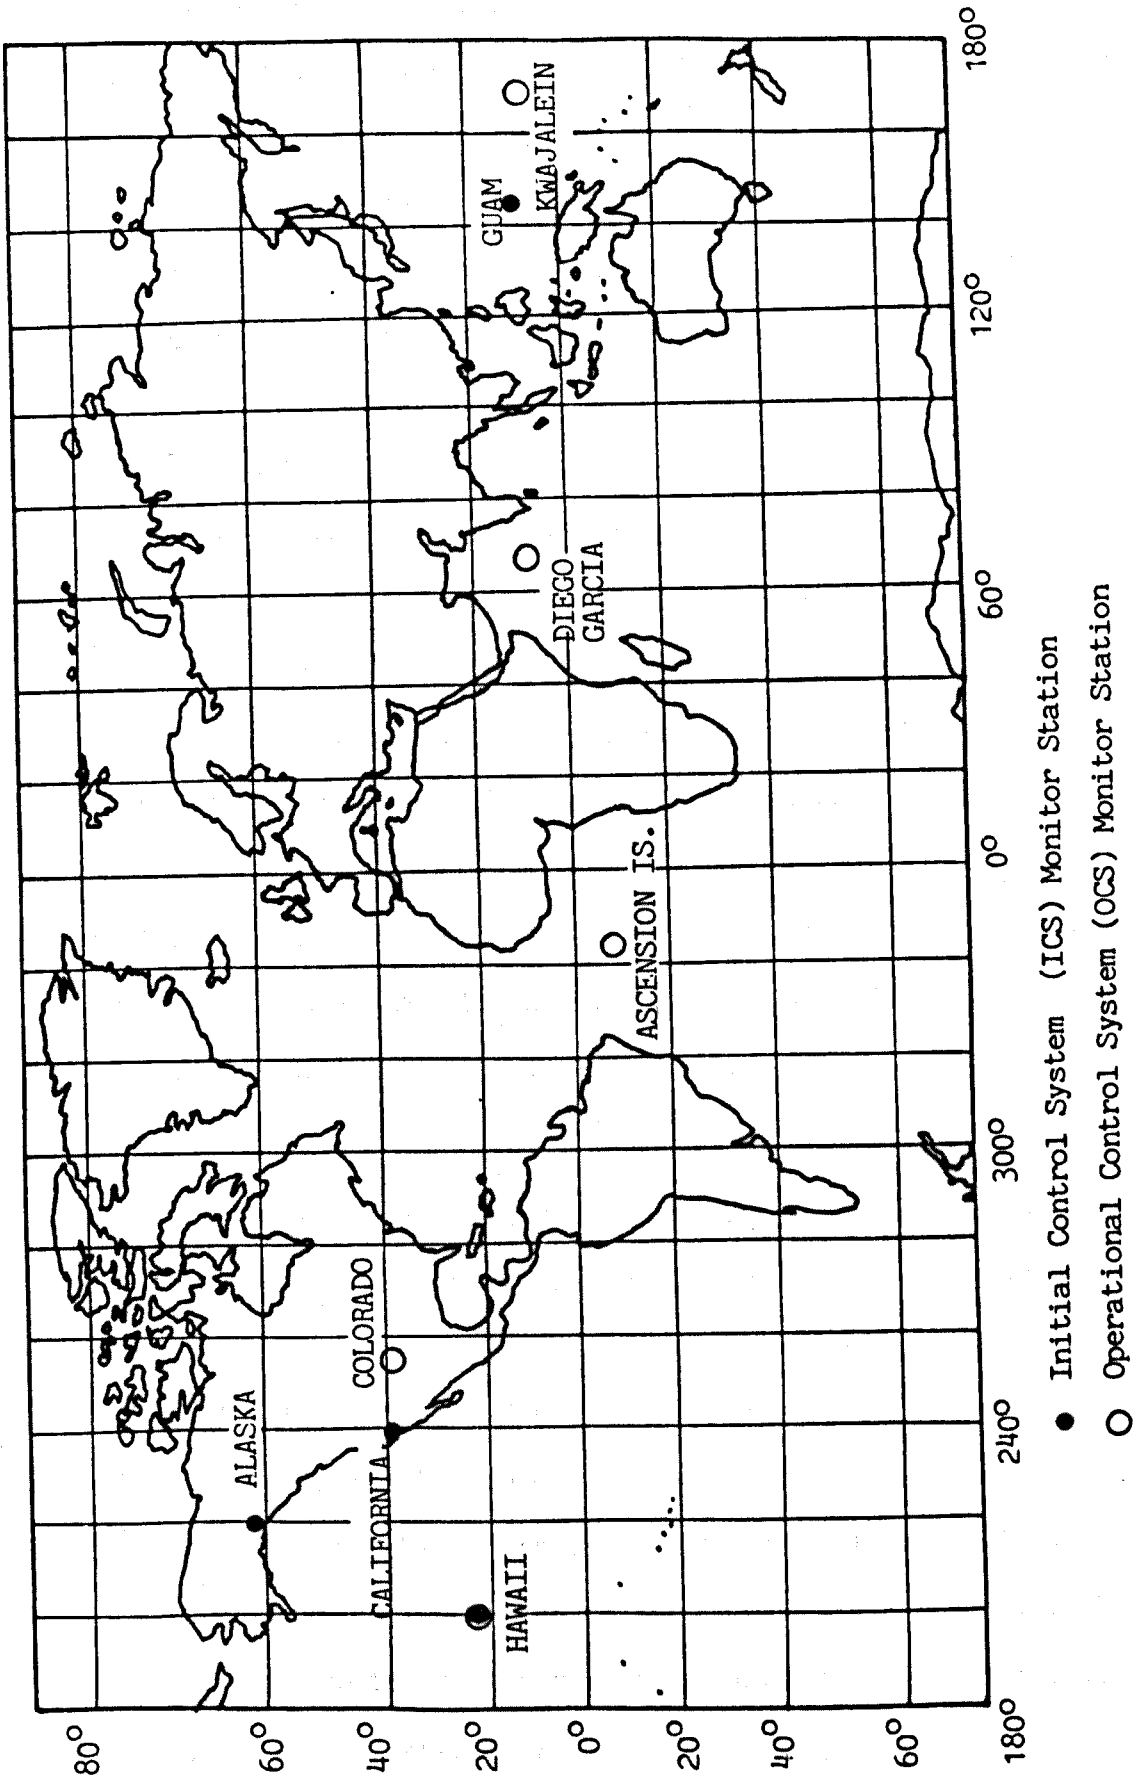 80°
60°
40°
20°
0°
20°
40°
60°
180°
240°
300°
0°
60°
120°
180°
ALASKA
CALIFORNIA
HAWAII
COLORADO
ASCENSION IS.
DIEGO
GARCIA
GUAM
KWAJALEIN
● Initial Control System (ICS) Monitor Station
○ Operational Control System (OCS) Monitor Station